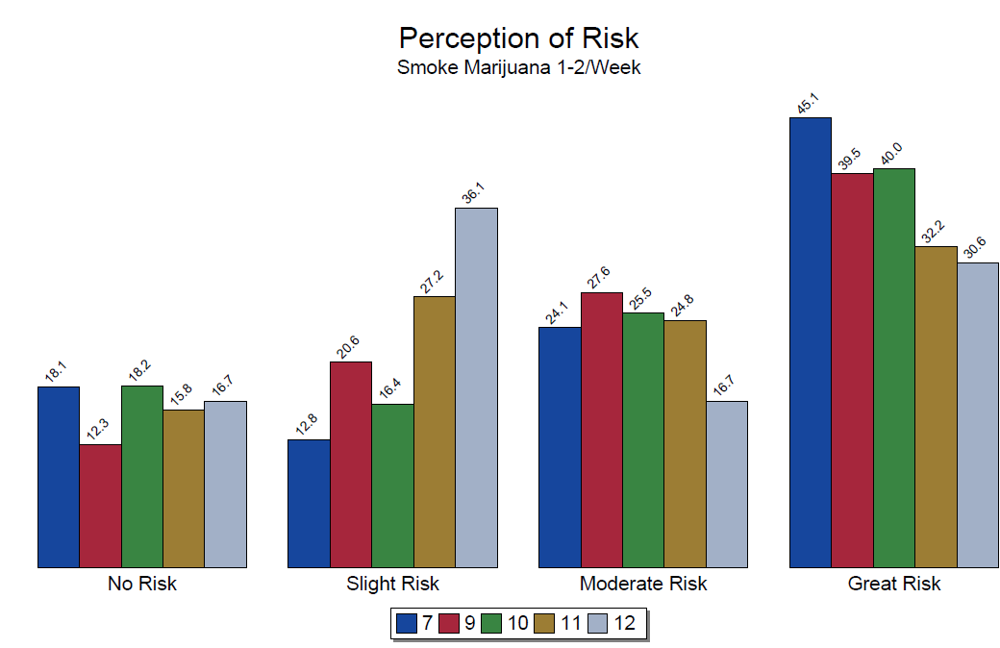 Perception of Risk
Smoke Marijuana 1-2/Week
18.1 12.3 18.2 15.8 16.7
12.8 20.6 16.4 27.2 36.1
24.1 27.6 25.5 24.8 16.7
45.1 39.5 40.0 32.2 30.6
No Risk Slight Risk Moderate Risk Great Risk
7 9 10 11 12